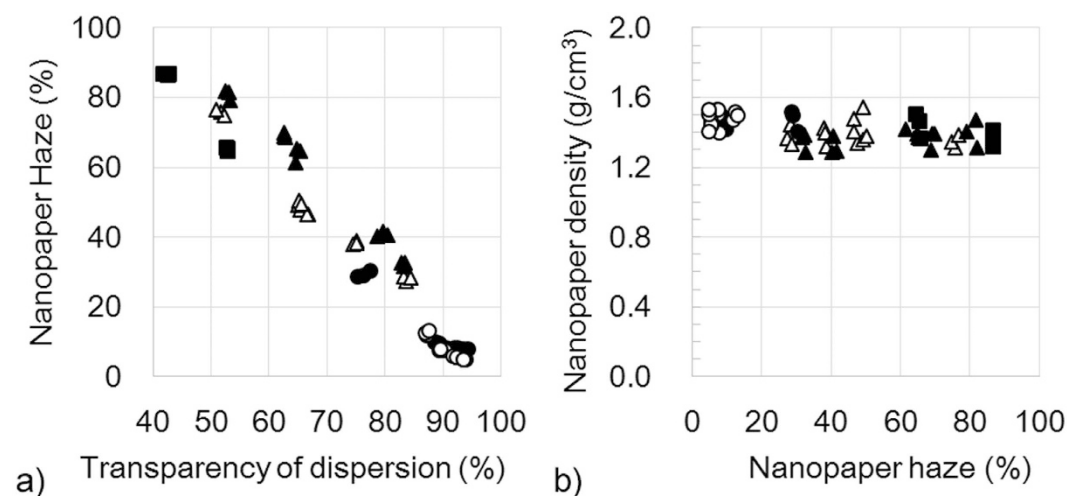 100
80
60
40
20
0
Nanopaper Haze (%)
40 50 60 70 80 90 100
Transparency of dispersion (%)
a)
2.0
1.6
1.2
0.8
0.4
0.0
Nanopaper density (g/cm³)
0 20 40 60 80 100
Nanopaper haze (%)
b)